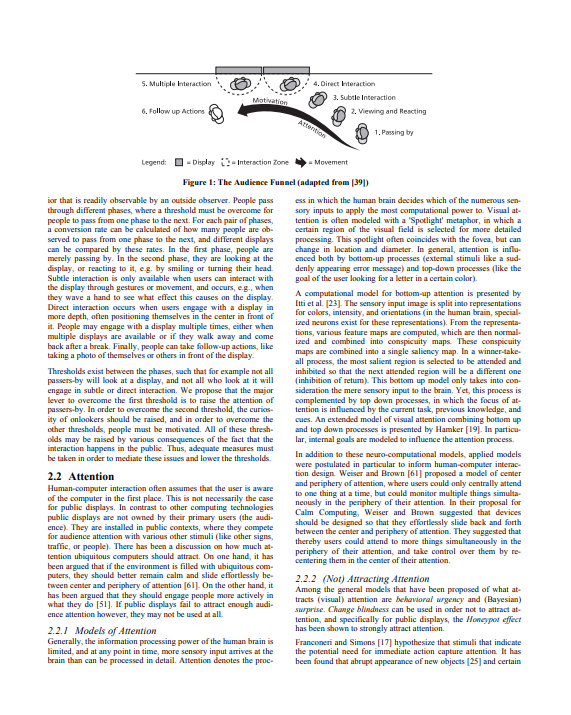 5. Multiple Interaction
4. Direct Interaction
3. Subtle Interaction
6. Follow up Actions
Motivation
2. Viewing and Reacting
Attention
1. Passing by
Legend: = Display = Interaction Zone = Movement
Figure 1: The Audience Funnel (adapted from [39])
ior that is readily observable by an outside observer. People pass
through different phases, where a threshold must be overcome for
people to pass from one phase to the next. For each pair of phases,
a conversion rate can be calculated of how many people are ob-
served to pass from one phase to the next, and different displays
can be compared by these rates. In the first phase, people are
merely passing by. In the second phase, they are looking at the
display, or reacting to it, e.g. by smiling or turning their head.
Subtle interaction is only available when users can interact with
the display through gestures or movement, and occurs, e.g., when
they wave a hand to see what effect this causes on the display.
Direct interaction occurs when users engage with a display in
more depth, often positioning themselves in the center in front of
it. People may engage with a display multiple times, either when
multiple displays are available or if they walk away and come
back after a break. Finally, people can take follow-up actions, like
taking a photo of themselves or others in front of the display.
Thresholds exist between the phases, such that for example not all
passers-by will look at a display, and not all who look at it will
engage in subtle or direct interaction. We propose that the major
lever to overcome the first threshold is to raise the attention of
passers-by. In order to overcome the second threshold, the curios-
ity of onlookers should be raised, and in order to overcome the
other thresholds, people must be motivated. All of these thresh-
olds may be raised by various consequences of the fact that the
interaction happens in the public. Thus, adequate measures must
be taken in order to mediate these issues and lower the thresholds.
2.2 Attention
Human-computer interaction often assumes that the user is aware
of the computer in the first place. This is not necessarily the case
for public displays. In contrast to other computing technologies
public displays are not owned by their primary users (the audi-
ence). They are installed in public contexts, where they compete
for audience attention with various other stimuli (like other signs,
traffic, or people). There has been a discussion on how much at-
tention ubiquitous computers should attract. On one hand, it has
been argued that if the environment is filled with ubiquitous com-
puters, they should better remain calm and slide effortlessly be-
tween center and periphery of attention [61]. On the other hand, it
has been argued that they should engage people more actively in
what they do [51]. If public displays fail to attract enough audi-
ence attention however, they may not be used at all.
2.2.1 Models of Attention
Generally, the information processing power of the human brain is
limited, and at any point in time, more sensory input arrives at the
brain than can be processed in detail. Attention denotes the proc-
ess in which the human brain decides which of the numerous sen-
sory inputs to apply the most computational power to. Visual at-
tention is often modeled with a 'Spotlight' metaphor, in which a
certain region of the visual field is selected for more detailed
processing. This spotlight often coincides with the fovea, but can
change in location and diameter. In general, attention is influ-
enced both by bottom-up processes (external stimuli like a sud-
denly appearing error message) and top-down processes (like the
goal of the user looking for a letter in a certain color).
A computational model for bottom-up attention is presented by
Itti et al. [23]. The sensory input image is split into representations
for colors, intensity, and orientations (in the human brain, special-
ized neurons exist for these representations). From the representa-
tions, various feature maps are computed, which are then normal-
ized and combined into conspicuity maps. These conspicuity
maps are combined into a single saliency map. In a winner-take-
all process, the most salient region is selected to be attended and
inhibited so that the next attended region will be a different one
(inhibition of return). This bottom up model only takes into con-
sideration the mere sensory input to the brain. Yet, this process is
complemented by top down processes, in which the focus of at-
tention is influenced by the current task, previous knowledge, and
cues. An extended model of visual attention combining bottom up
and top down processes is presented by Hamker [19]. In particu-
lar, internal goals are modeled to influence the attention process.
In addition to these neuro-computational models, applied models
were postulated in particular to inform human-computer interac-
tion design. Weiser and Brown [61] proposed a model of center
and periphery of attention, where users could only centrally attend
to one thing at a time, but could monitor multiple things simulta-
neously in the periphery of their attention. In their proposal for
Calm Computing, Weiser and Brown suggested that devices
should be designed so that they effortlessly slide back and forth
between the center and periphery of attention. They suggested that
thereby users could attend to more things simultaneously in the
periphery of their attention, and take control over them by re-
centering them in the center of their attention.
2.2.2 (Not) Attracting Attention
Among the general models that have been proposed of what at-
tracts (visual) attention are behavioral urgency and (Bayesian)
surprise. Change blindness can be used in order not to attract at-
tention, and specifically for public displays, the Honeypot effect
has been shown to strongly attract attention.
Franconeri and Simons [17] hypothesize that stimuli that indicate
the potential need for immediate action capture attention. It has
been found that abrupt appearance of new objects [25] and certain